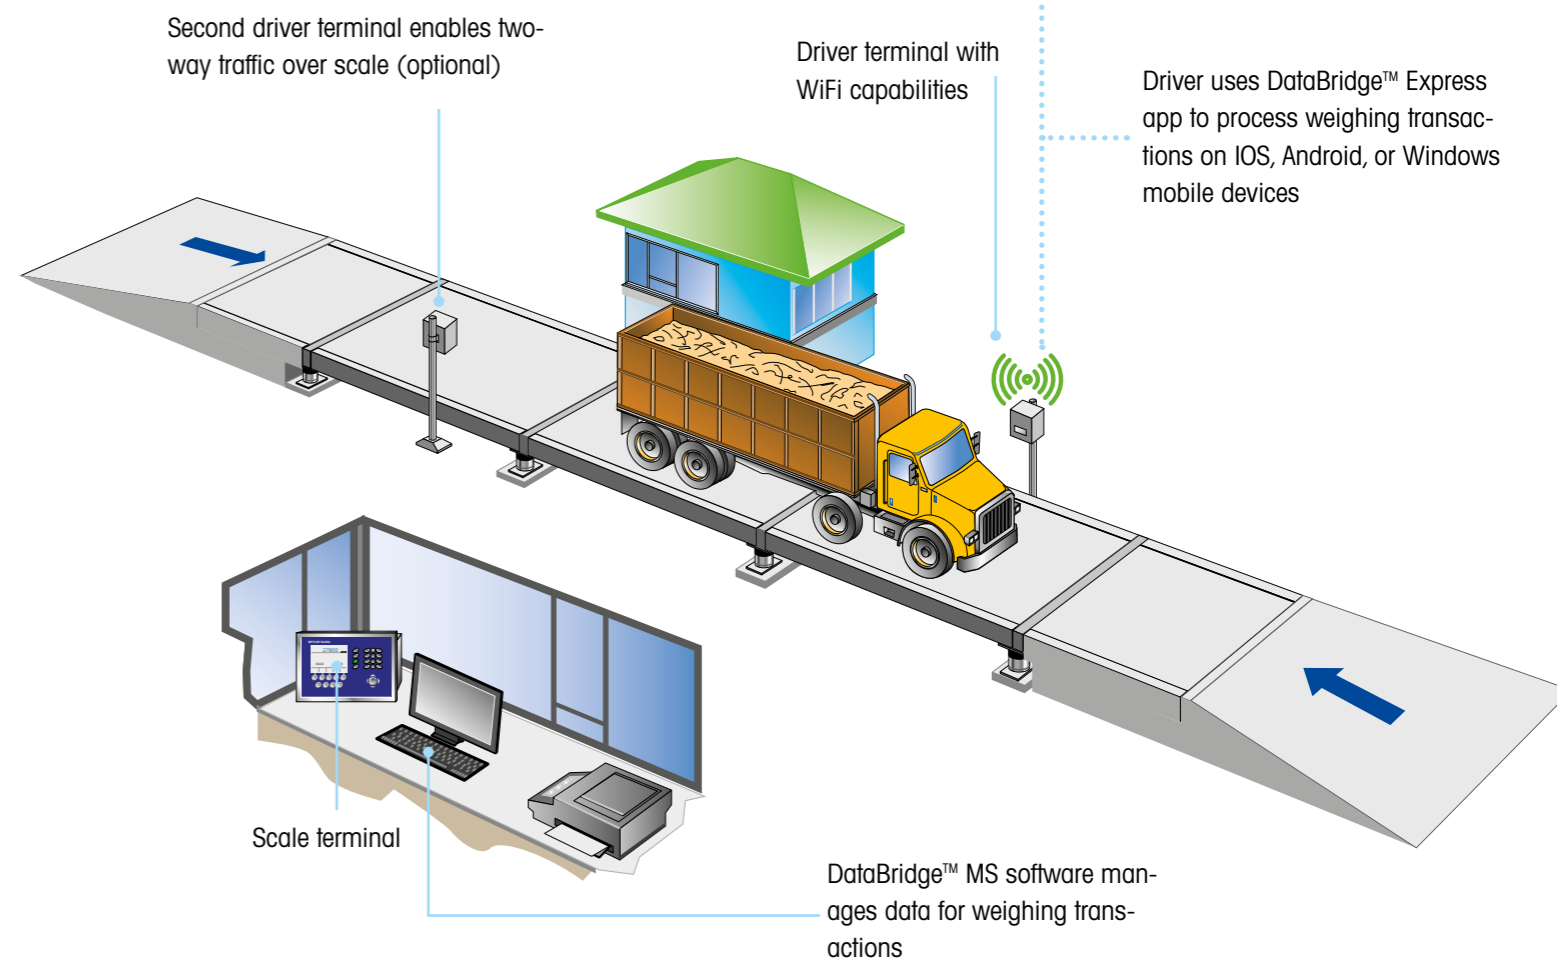 Second driver terminal enables two-
way traffic over scale (optional)
Driver terminal with
WiFi capabilities
Driver uses DataBridge™ Express
app to process weighing transac-
tions on IOS, Android, or Windows
mobile devices
Scale terminal
DataBridge™ MS software man-
ages data for weighing trans-
actions